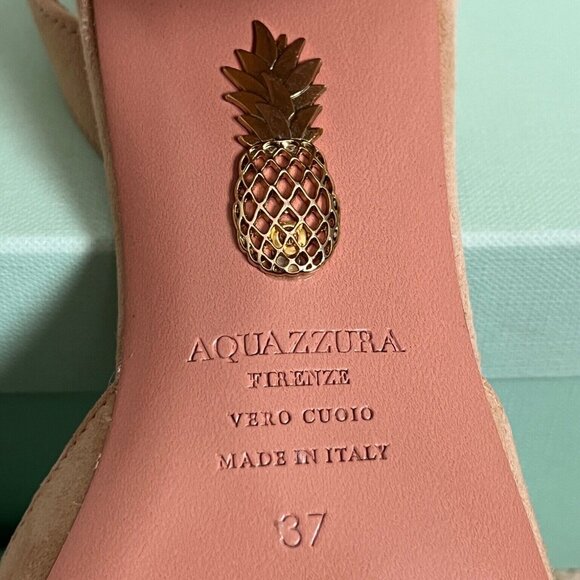 AQUAZZURA
FIRENZE
VERO CUOIO
MADE IN ITALY
37